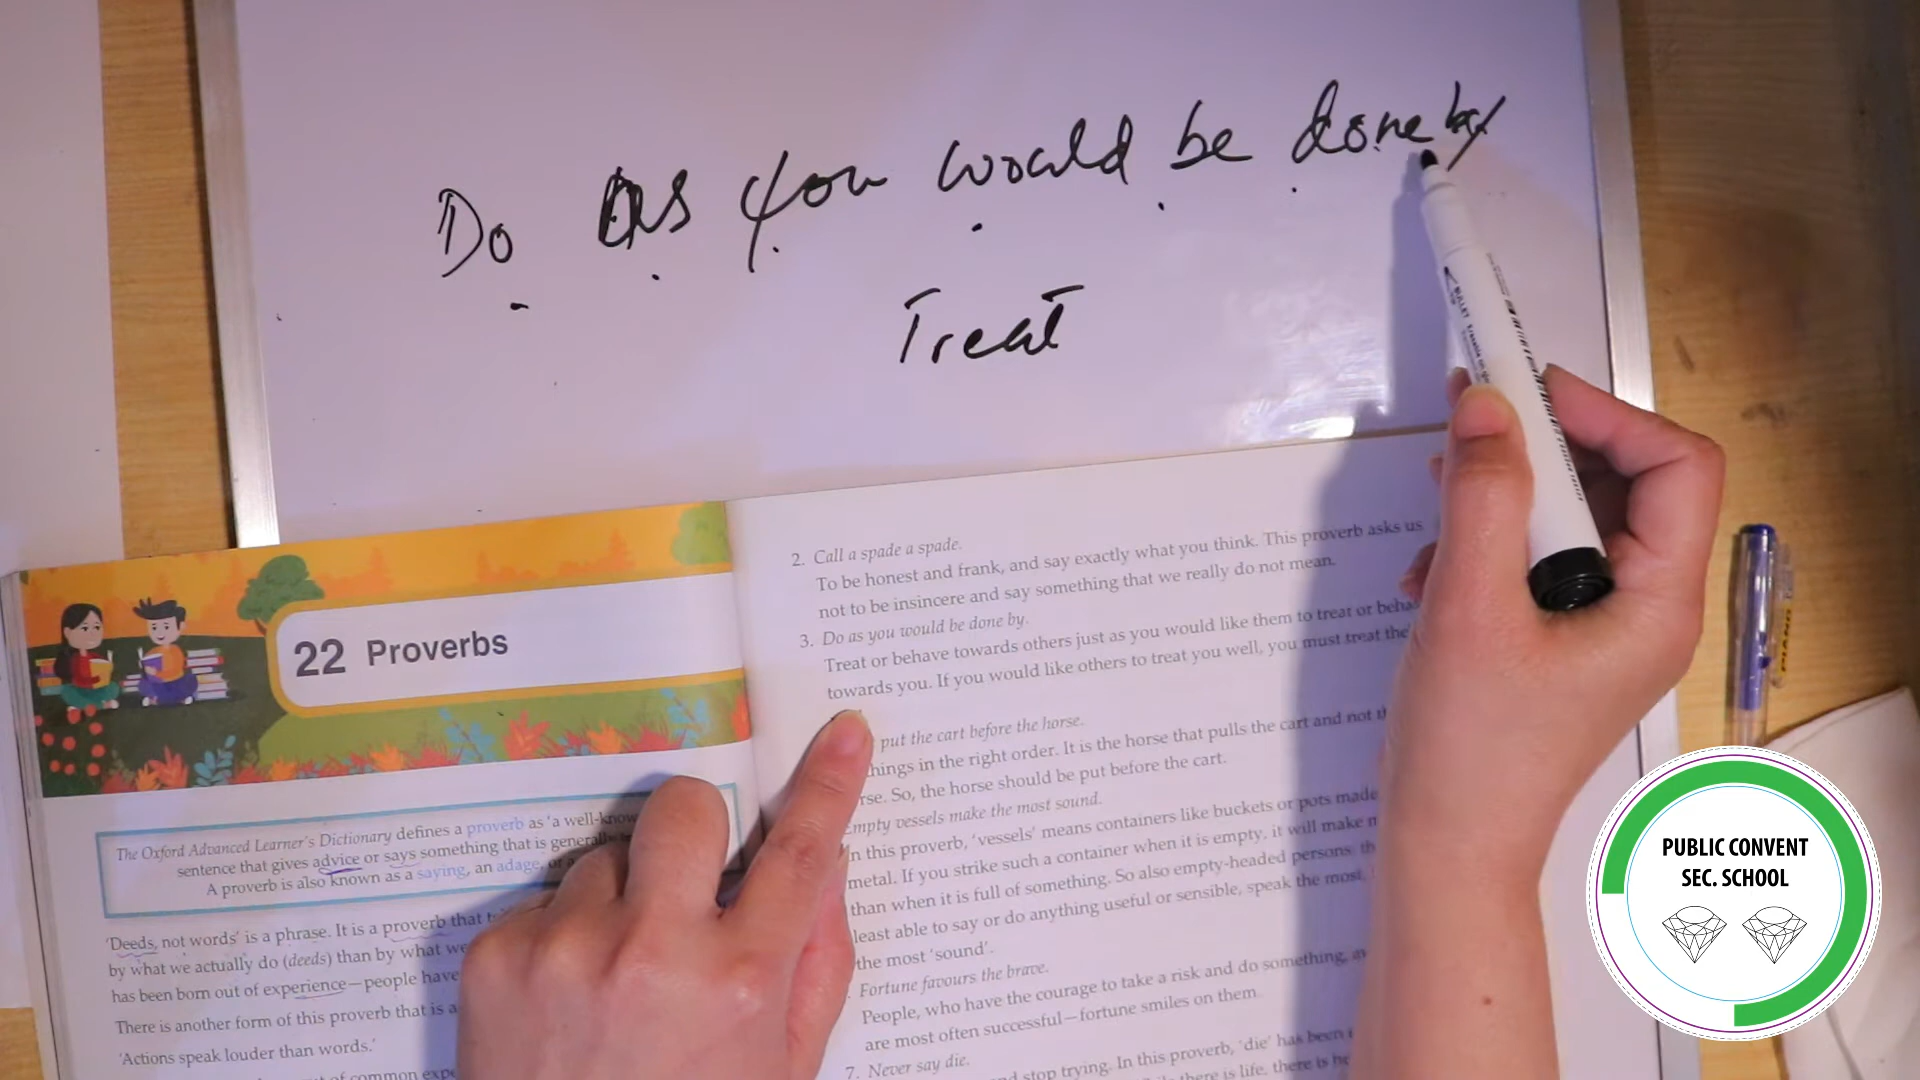 Do As you would be done by
Treat
22 Proverbs
The Oxford Advanced Learner's Dictionary defines a proverb as 'a well-know
sentence that gives advice or says something that is generally
A proverb is also known as a saying, an adage, or a
'Deeds, not words' is a phrase. It is a proverb that
by what we actually do (deeds) than by what we
has been born out of experience—people have
There is another form of this proverb that is a
'Actions speak louder than words.'
of common expe
2. Call a spade a spade.
To be honest and frank, and say exactly what you think. This proverb asks us
not to be insincere and say something that we really do not mean.
3. Do as you would be done by.
Treat or behave towards others just as you would like them to treat or beha
towards you. If you would like others to treat you well, you must treat the
put the cart before the horse.
hings in the right order. It is the horse that pulls the cart and not th
rse. So, the horse should be put before the cart.
Empty vessels make the most sound.
In this proverb, 'vessels' means containers like buckets or pots made
metal. If you strike such a container when it is empty, it will make
than when it is full of something. So also empty-headed persons
least able to say or do anything useful or sensible, speak the most,
the most 'sound'.
Fortune favours the brave.
People, who have the courage to take a risk and do something,
are most often successful—fortune smiles on them
7. Never say die.
stop trying. In this proverb, 'die' has been
there is life, there is
PUBLIC CONVENT
SEC. SCHOOL
PIANO